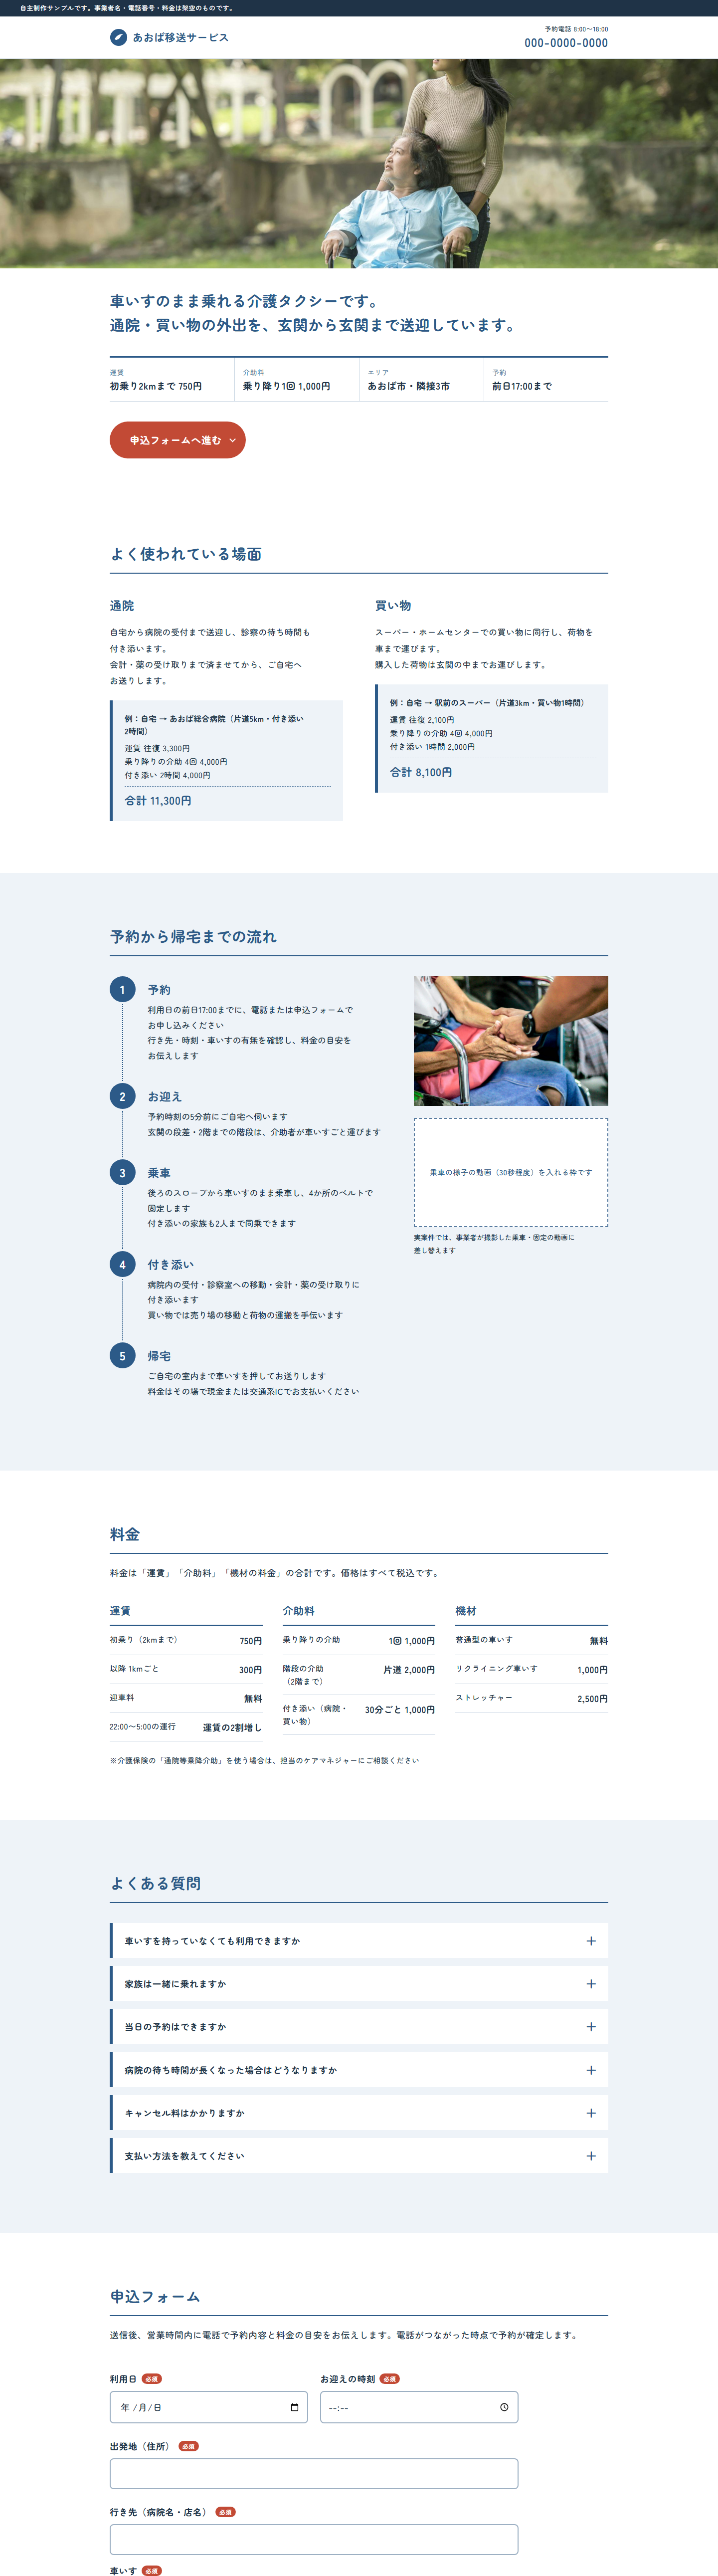 自主制作サンプルです。事業者名・電話番号・料金は架空のものです。
あおば移送サービス
予約電話 8:00〜18:00
000-0000-0000
車いすのまま乗れる介護タクシーです。
通院・買い物の外出を、玄関から玄関まで送迎しています。
運賃
初乗り2kmまで 750円
介助料
乗り降り1回 1,000円
エリア
あおば市・隣接3市
予約
前日17:00まで
申込フォームへ進む
よく使われている場面
通院
自宅から病院の受付まで送迎し、診察の待ち時間も
付き添います。
会計・薬の受け取りまで済ませてから、ご自宅へ
お送りします。
例：自宅 → あおば総合病院（片道5km・付き添い
2時間）
運賃 往復 3,300円
乗り降りの介助 4回 4,000円
付き添い 2時間 4,000円
合計 11,300円
買い物
スーパー・ホームセンターでの買い物に同行し、荷物を
車まで運びます。
購入した荷物は玄関の中までお運びします。
例：自宅 → 駅前のスーパー（片道3km・買い物1時間）
運賃 往復 2,100円
乗り降りの介助 4回 4,000円
付き添い 1時間 2,000円
合計 8,100円
予約から帰宅までの流れ
1
予約
利用日の前日17:00までに、電話または申込フォームで
お申し込みください
行き先・時刻・車いすの有無を確認し、料金の目安を
お伝えします
2
お迎え
予約時刻の5分前にご自宅へ伺います
玄関の段差・2階までの階段は、介助者が車いすごと運びます
3
乗車
後ろのスロープから車いすのまま乗車し、4か所のベルトで
固定します
付き添いの家族も2人まで同乗できます
4
付き添い
病院内の受付・診察室への移動・会計・薬の受け取りに
付き添います
買い物では売り場の移動と荷物の運搬を手伝います
5
帰宅
ご自宅の室内まで車いすを押してお送りします
料金はその場で現金または交通系ICでお支払いください
乗車の様子の動画（30秒程度）を入れる枠です
実案件では、事業者が撮影した乗車・固定の動画に
差し替えます
料金
料金は「運賃」「介助料」「機材の料金」の合計です。価格はすべて税込です。
運賃
初乗り（2kmまで） 750円
以降 1kmごと 300円
迎車料 無料
22:00〜5:00の運行 運賃の2割増し
介助料
乗り降りの介助 1回 1,000円
階段の介助 片道 2,000円
（2階まで）
付き添い（病院・ 30分ごと 1,000円
買い物）
機材
普通型の車いす 無料
リクライニング車いす 1,000円
ストレッチャー 2,500円
※介護保険の「通院等乗降介助」を使う場合は、担当のケアマネジャーにご相談ください
よくある質問
車いすを持っていなくても利用できますか
家族は一緒に乗れますか
当日の予約はできますか
病院の待ち時間が長くなった場合はどうなりますか
キャンセル料はかかりますか
支払い方法を教えてください
申込フォーム
送信後、営業時間内に電話で予約内容と料金の目安をお伝えします。電話がつながった時点で予約が確定します。
利用日 必須
年 /月/日
お迎えの時刻 必須
--:--
出発地（住所） 必須
行き先（病院名・店名） 必須
車いす 必須